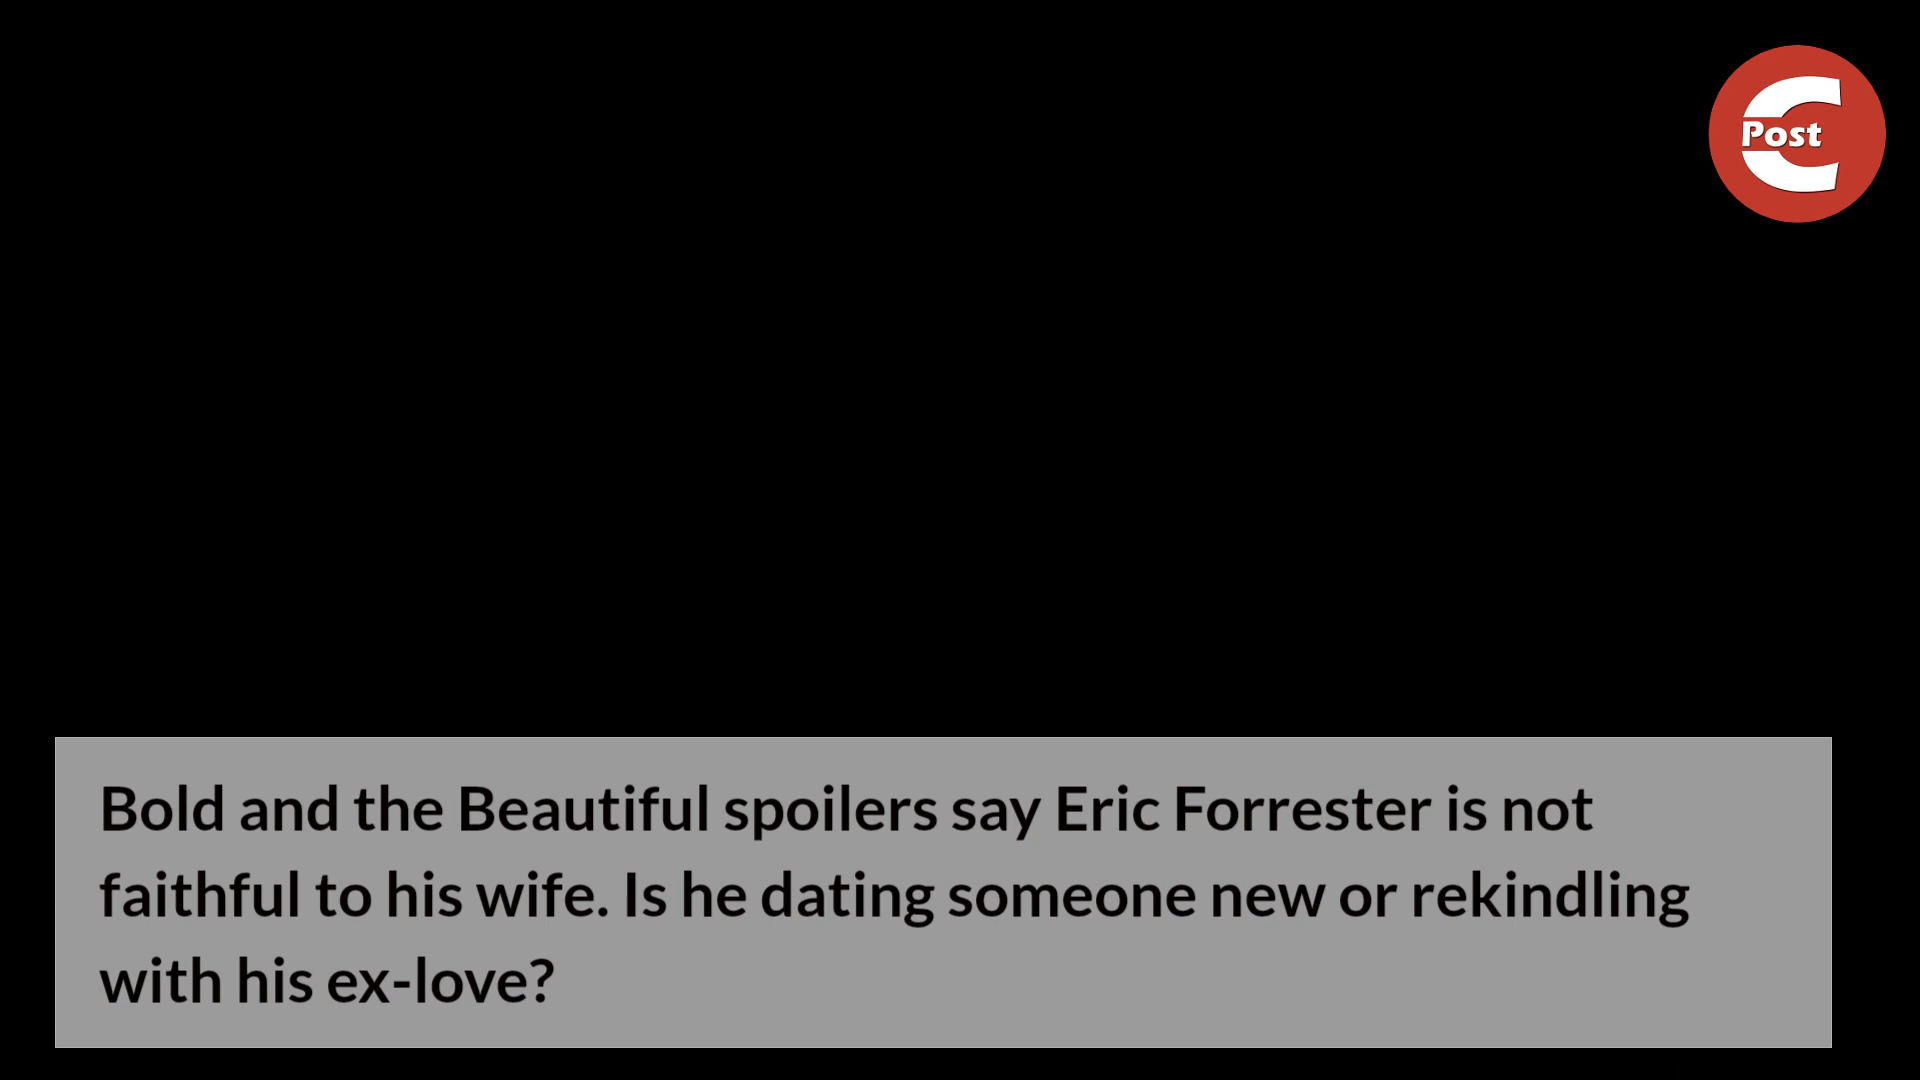 Post
Bold and the Beautiful spoilers say Eric Forrester is not
faithful to his wife. Is he dating someone new or rekindling
with his ex-love?